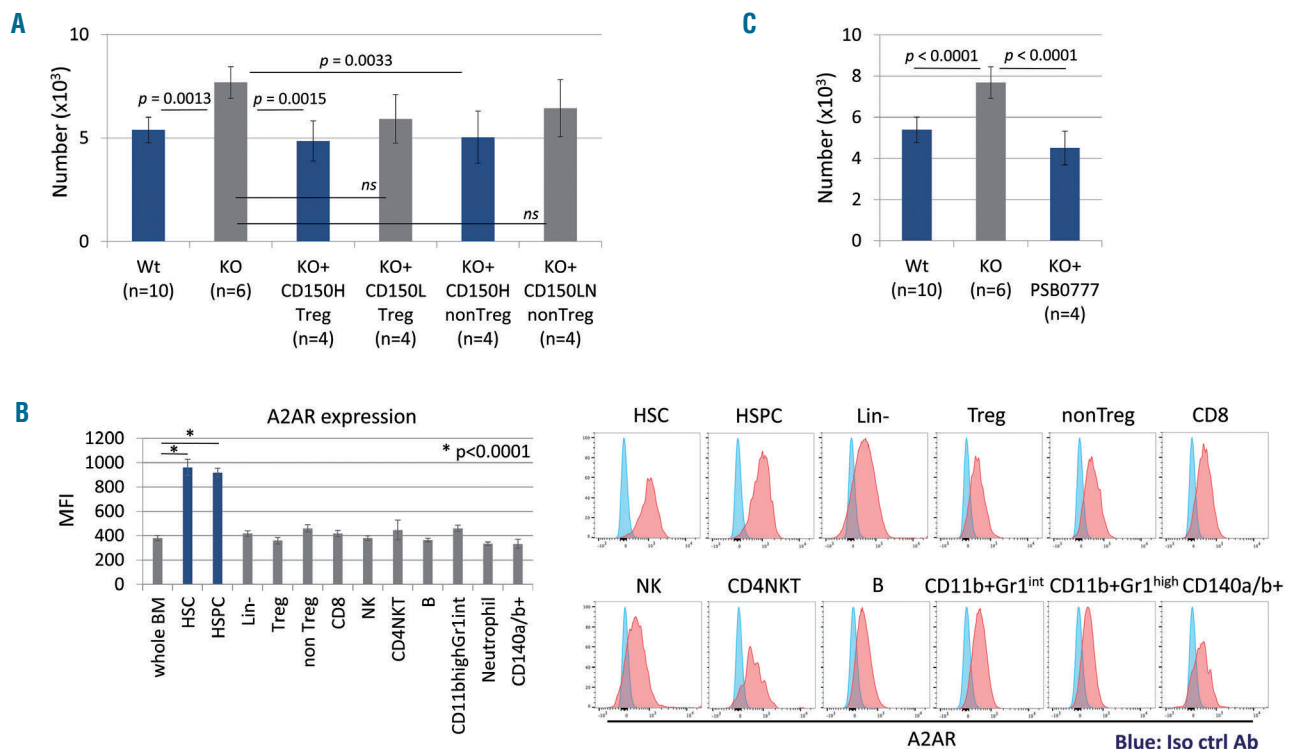 A
10
5
0
Number (x10³)
p = 0.0033
p = 0.0013
p = 0.0015
ns
ns
Wt
(n=10)
KO
(n=6)
KO+
CD150H
Treg
(n=4)
KO+
CD150L
Treg
(n=4)
KO+
CD150H
nonTreg
(n=4)
KO+
CD150LN
nonTreg
(n=4)
C
10
8
6
4
2
0
Number (x10³)
p < 0.0001
p < 0.0001
Wt
(n=10)
KO
(n=6)
KO+
PSB0777
(n=4)
B
A2AR expression
1200
1000
800
600
400
200
0
MFI
*
*
* p<0.0001
whole BM
HSC
HSPC
Lin-
Treg
non Treg
CD8
NK
CD4NKT
B
CD11bhighGr1int
Neutrophil
CD140a/b+
HSC
HSPC
Lin-
Treg
nonTreg
CD8
NK
CD4NKT
B
CD11b+Gr1int
CD11b+Gr1high
CD140a/b+
A2AR
Blue: Iso ctrl Ab